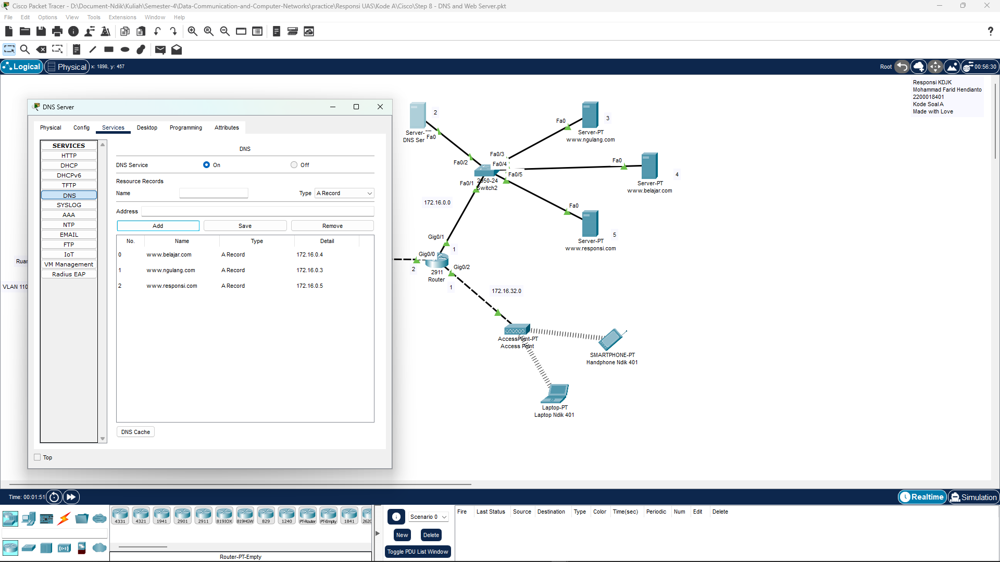 Cisco Packet Tracer - D:\Document-Ndik\Kuliah\Semester-4\Data-Communication-and-Computer-Networks\practice\Responsi UAS\Kode A\Cisco\Step 8 - DNS and Web Server.pkt
File Edit Options View Tools Extensions Window Help
Logical Physical x: 1898, y: 457 Root 00:56:30
Responsi KDJK
Mohammad Farid Hendianto
2200018401
Kode Soal A
Made with Love
DNS Server
Physical Config Services Desktop Programming Attributes
SERVICES
HTTP
DHCP
DHCPv6
TFTP
DNS
SYSLOG
AAA
NTP
EMAIL
FTP
IoT
VM Management
Radius EAP
DNS
DNS Service On Off
Resource Records
Name Type A Record
Address
Add Save Remove
No. Name Type Detail
0 www.belajar.com A Record 172.16.0.4
1 www.ngulang.com A Record 172.16.0.3
2 www.responsi.com A Record 172.16.0.5
DNS Cache
Top
Ruar
VLAN 110
2
Server-
DNS Ser
Fa0
Fa0/2
Fa0/3
Fa0/4
Fa0/5
Fa0/1
2950-24
Switch2
Fa0
3
Server-PT
www.ngulang.com
Fa0
4
Server-PT
www.belajar.com
Fa0
5
Server-PT
www.responsi.com
172.16.0.0
Gig0/1
1
Gig0/0
2
Gig0/2
1
2911
Router
172.16.32.0
AccessPoint-PT
Access Point
SMARTPHONE-PT
Handphone Ndik 401
Laptop-PT
Laptop Ndik 401
Time: 00:01:51
Realtime Simulation
4331 4321 1941 2901 2911 819IOX 819HGW 829 1240 PT-Router PT-Empty 1841 2620
Router-PT-Empty
Scenario 0
New Delete
Toggle PDU List Window
Fire Last Status Source Destination Type Color Time(sec) Periodic Num Edit Delete